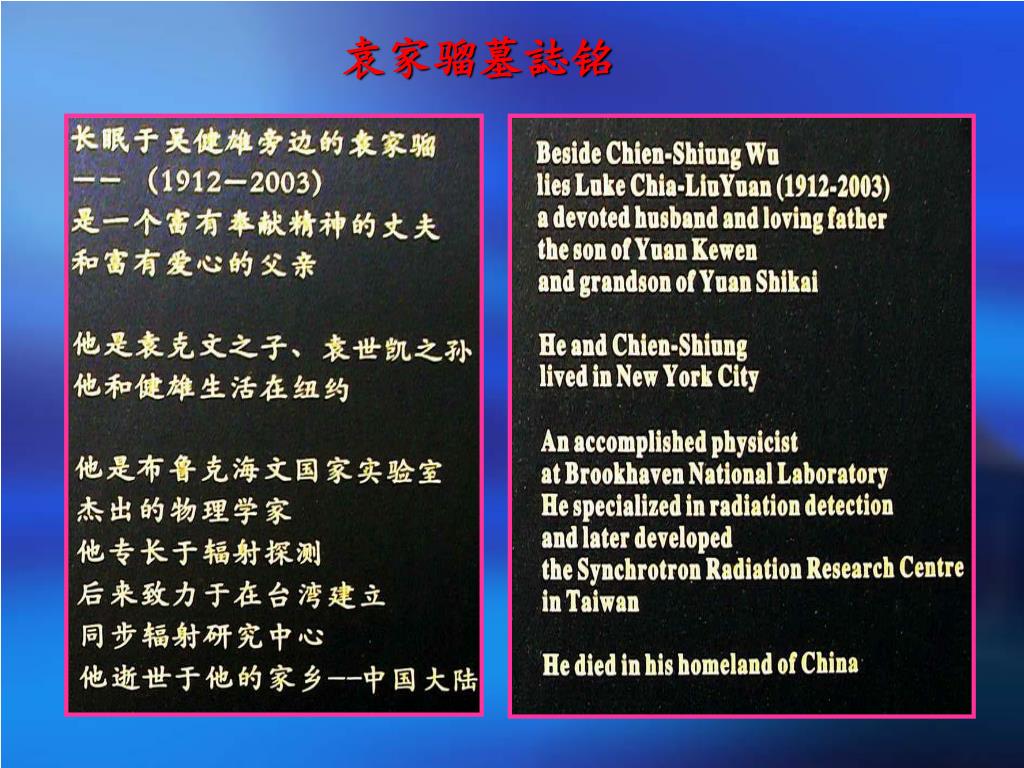 袁家骝墓誌铭
长眠于吴健雄旁边的袁家骝
—— （1912—2003）
是一个富有奉献精神的丈夫
和富有爱心的父亲
他是袁克文之子、袁世凯之孙
他和健雄生活在纽约
他是布鲁克海文国家实验室
杰出的物理学家
他专长于辐射探测
后来致力于在台湾建立
同步辐射研究中心
他逝世于他的家乡——中国大陆
Beside Chien-Shiung Wu
lies Luke Chia-LiuYuan (1912-2003)
a devoted husband and loving father
the son of Yuan Kewen
and grandson of Yuan Shikai
He and Chien-Shiung
lived in New York City
An accomplished physicist
at Brookhaven National Laboratory
He specialized in radiation detection
and later developed
the Synchrotron Radiation Research Centre
in Taiwan
He died in his homeland of China